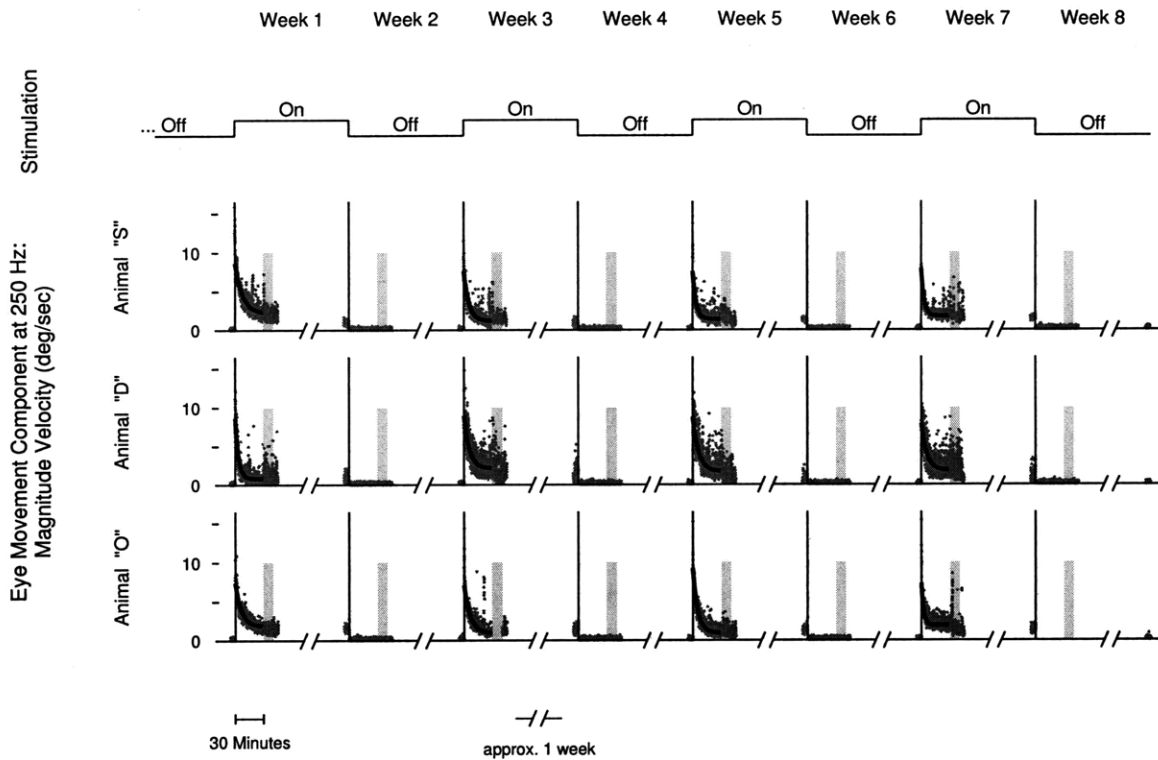 Week 1 Week 2 Week 3 Week 4 Week 5 Week 6 Week 7 Week 8
Stimulation
... Off On Off On Off On Off On Off
Eye Movement Component at 250 Hz:
Magnitude Velocity (deg/sec)
Animal "S"
10
0
Animal "D"
10
0
Animal "O"
10
0
30 Minutes
approx. 1 week